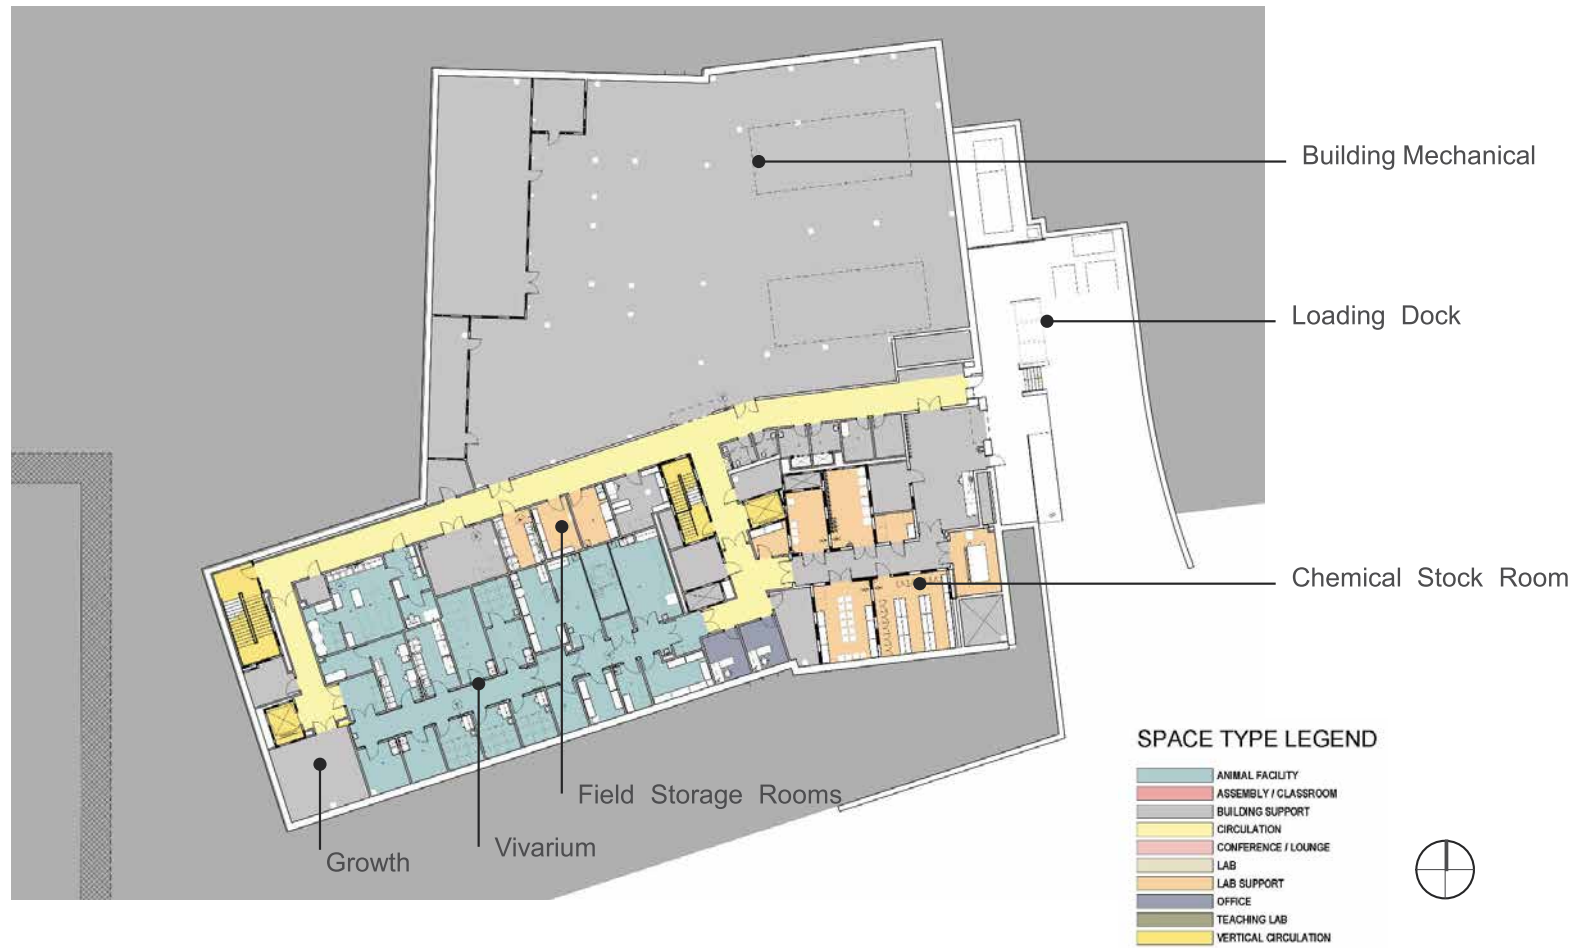 Building Mechanical
Loading Dock
Chemical Stock Room
Field Storage Rooms
Vivarium
Growth
SPACE TYPE LEGEND
ANIMAL FACILITY
ASSEMBLY / CLASSROOM
BUILDING SUPPORT
CIRCULATION
CONFERENCE / LOUNGE
LAB
LAB SUPPORT
OFFICE
TEACHING LAB
VERTICAL CIRCULATION